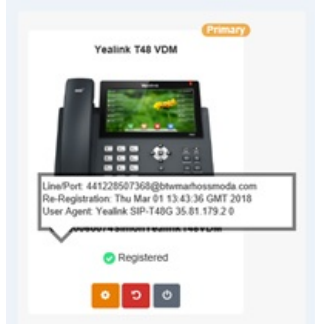 Primary
Yealink T48 VDM
Line/Port: 441228507368@btwmarhossmoda.com
Re-Registration: Thu Mar 01 13:43:36 GMT 2018
User Agent: Yealink SIP-T48G 35.81.179.2 0
Registered